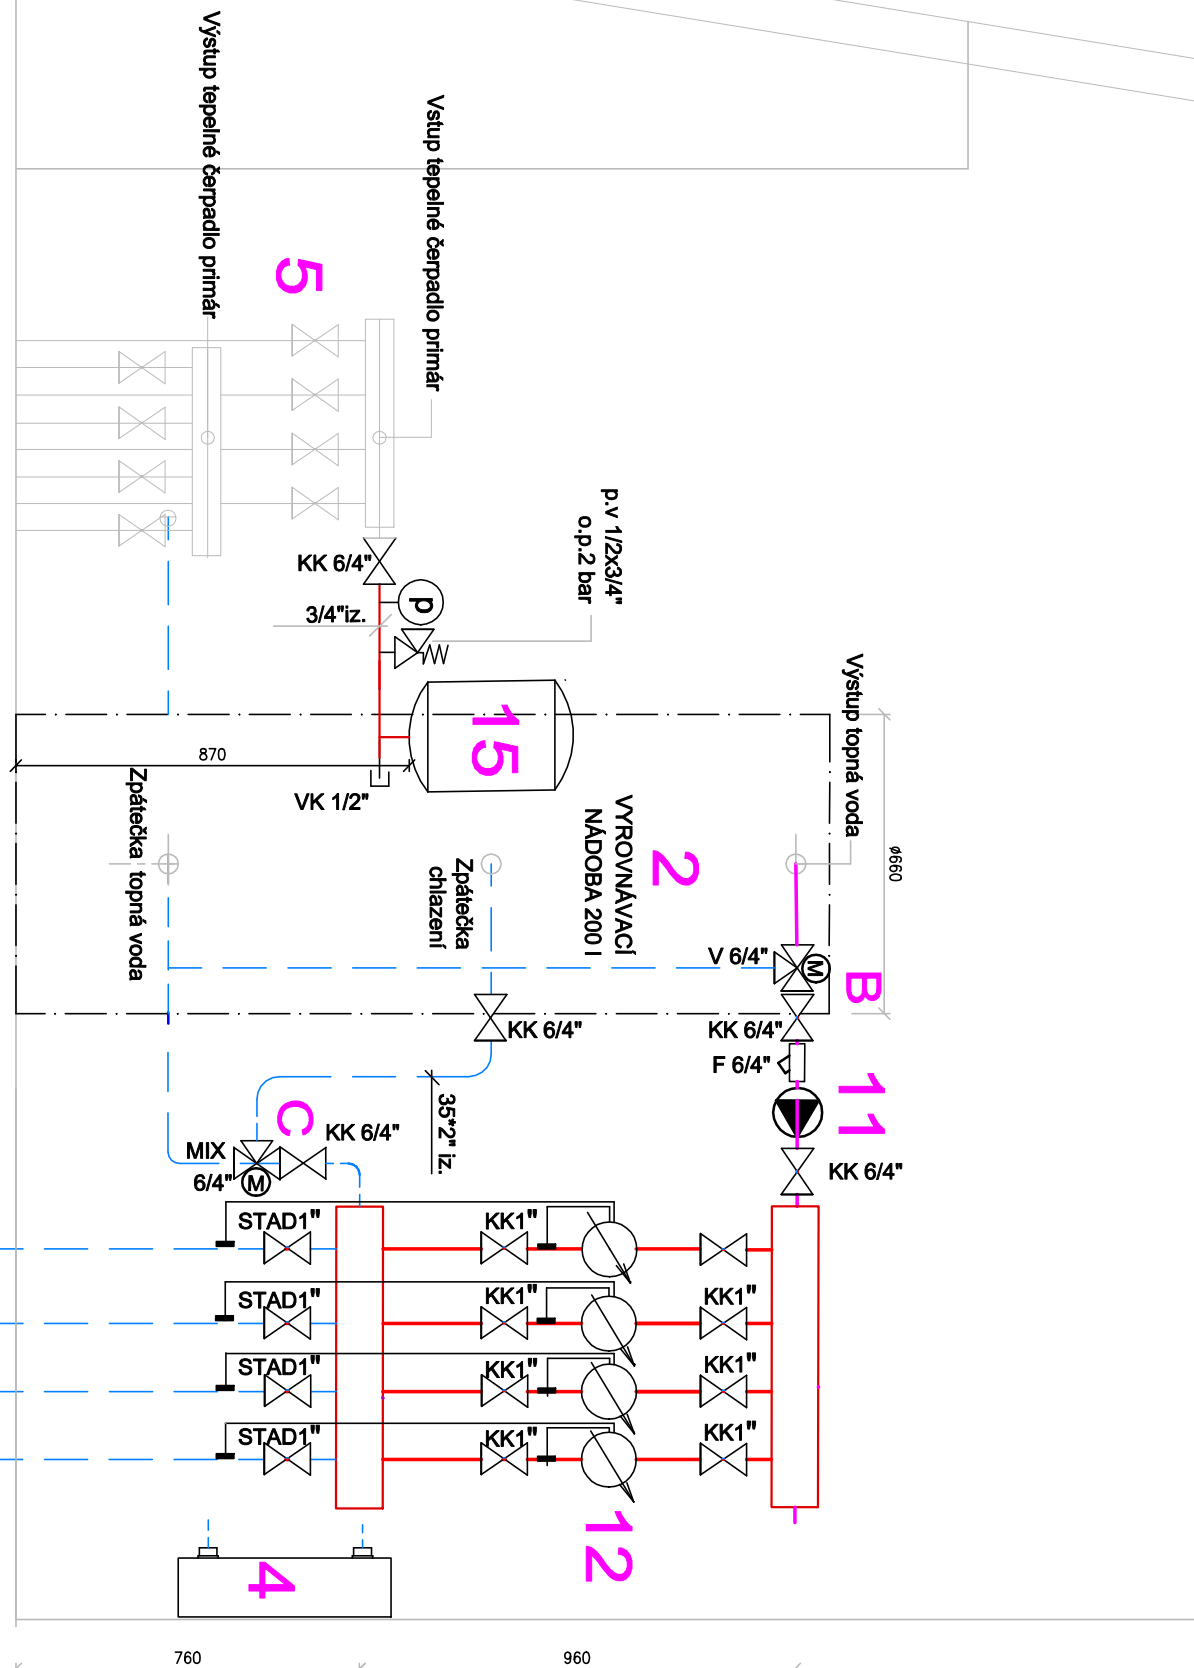 Výstup tepelné čerpadlo primár
Vstup tepelné čerpadlo primár
5
p.v 1/2x3/4"
o.p.2 bar
KK 6/4"
p
3/4"iz.
Výstup topná voda
15
870
VK 1/2"
Zpátečka topná voda
VYROVNÁVACÍ
NÁDOBA 200 l
2
ø660
Zpátečka
chlazení
V 6/4"
M
B
KK 6/4"
KK 6/4"
F 6/4"
11
35*2" iz.
C
KK 6/4"
MIX
6/4"
M
KK 6/4"
STAD1"
KK1"
STAD1"
KK1"
KK1"
STAD1"
KK1"
KK1"
STAD1"
KK1"
KK1"
12
4
760
960